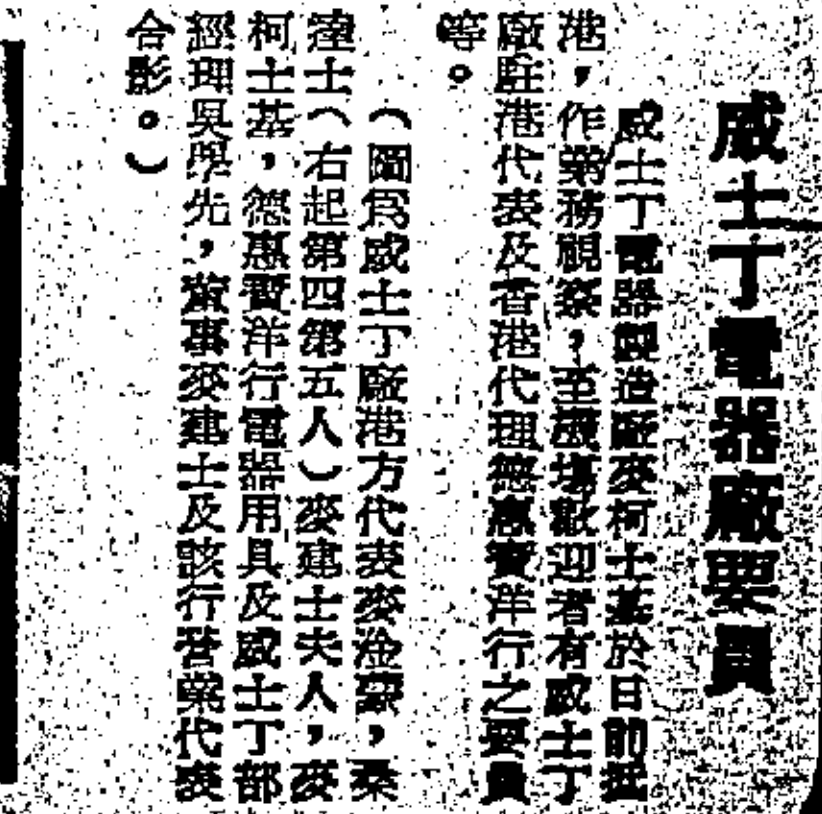 威士丁電器廠要員
威士丁電器製造廠麥柯士基於日前抵
港，作業務視察，至機場歡迎者有威士丁
廠駐港代表及香港代理德惠寶洋行之要員
等。
（圖為威士丁廠港方代表麥淦豪，桑
達士（右起第四第五人）麥建士夫人，麥
柯士基，德惠寶洋行電器用具及威士丁部
經理吳學先，董事麥建士及該行營業代表
合影。）